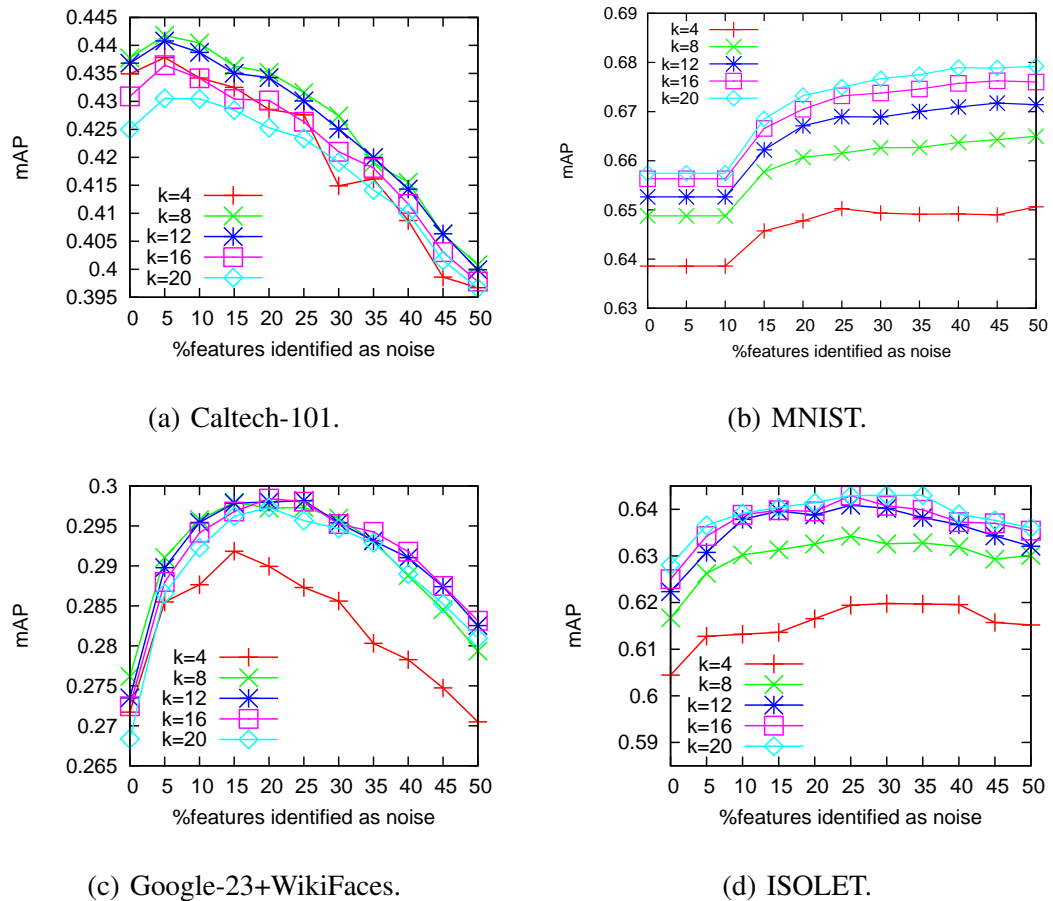 0.445
0.44
0.435
0.43
0.425
0.42
0.415
0.41
0.405
0.4
0.395
mAP
k=4
k=8
k=12
k=16
k=20
0 5 10 15 20 25 30 35 40 45 50
%features identified as noise
(a) Caltech-101.
0.69
0.68
0.67
0.66
0.65
0.64
0.63
mAP
k=4
k=8
k=12
k=16
k=20
0 5 10 15 20 25 30 35 40 45 50
%features identified as noise
(b) MNIST.
0.3
0.295
0.29
0.285
0.28
0.275
0.27
0.265
mAP
k=4
k=8
k=12
k=16
k=20
0 5 10 15 20 25 30 35 40 45 50
%features identified as noise
(c) Google-23+WikiFaces.
0.64
0.63
0.62
0.61
0.6
0.59
mAP
k=4
k=8
k=12
k=16
k=20
0 5 10 15 20 25 30 35 40 45 50
%features identified as noise
(d) ISOLET.